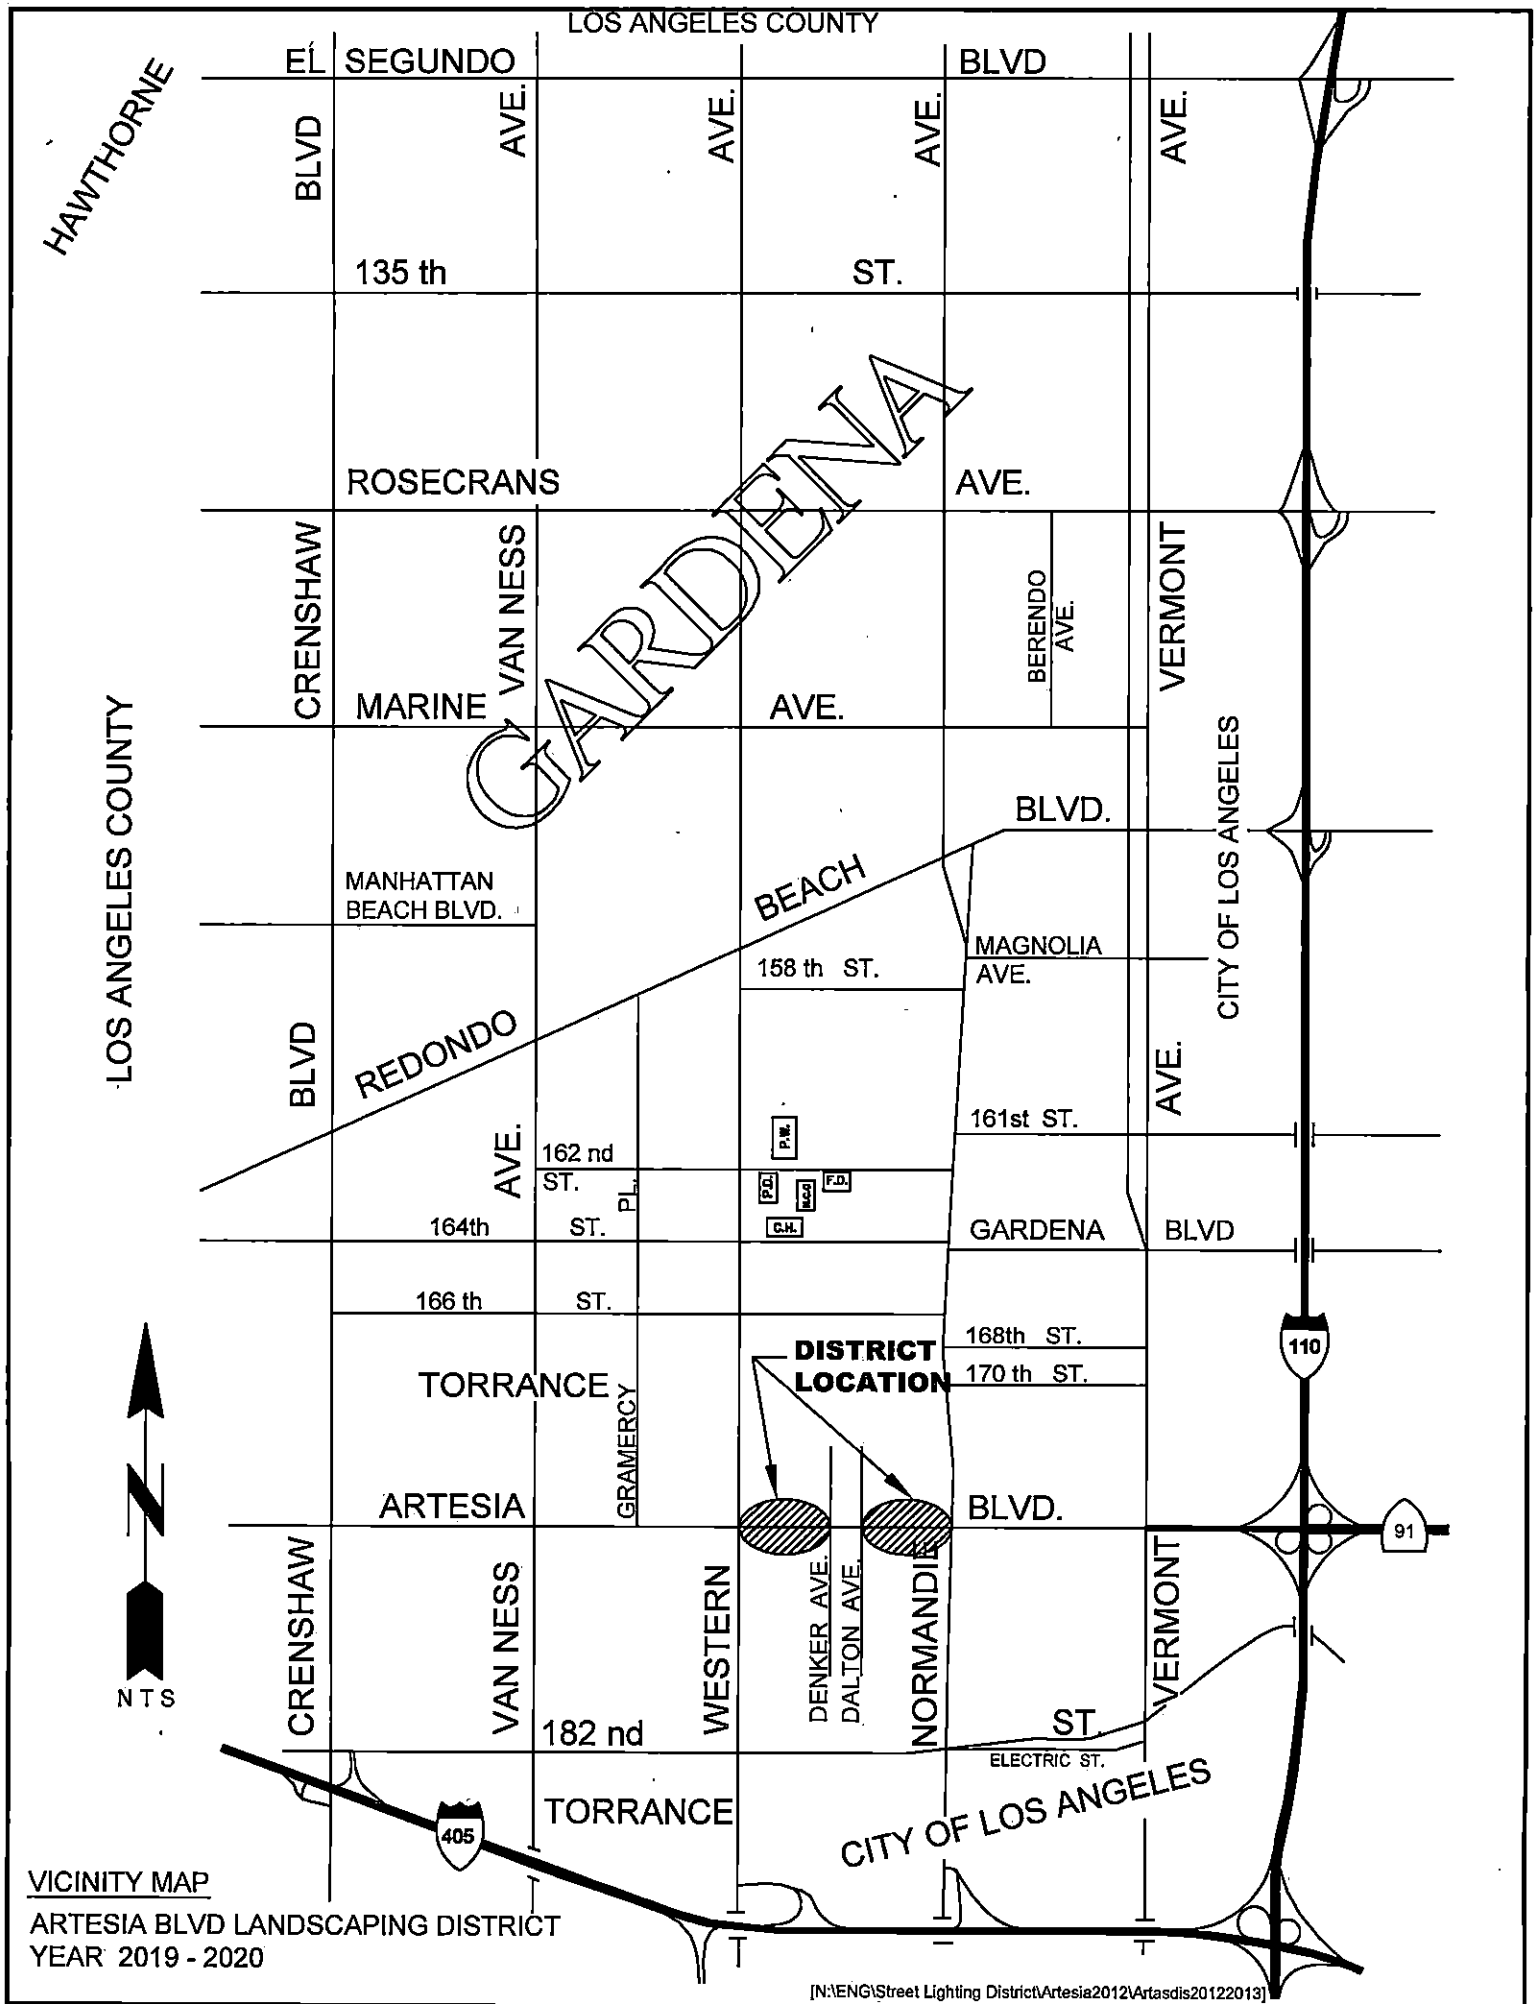 LOS ANGELES COUNTY
EL SEGUNDO BLVD
HAWTHORNE
BLVD
AVE.
AVE.
AVE.
AVE.
135 th ST.
GARDENA
ROSECRANS AVE.
CRENSHAW
VAN NESS
BERENDO AVE.
VERMONT
MARINE AVE.
LOS ANGELES COUNTY
CITY OF LOS ANGELES
REDONDO BEACH BLVD.
MANHATTAN
BEACH BLVD.
MAGNOLIA
AVE.
158 th ST.
BLVD
AVE.
AVE.
161st ST.
P.W.
162 nd
ST.
PL.
P.D.
N.C.C
F.D.
C.H.
164th ST.
GARDENA BLVD
166 th ST.
168th ST.
110
DISTRICT
LOCATION
170 th ST.
TORRANCE
GRAMERCY
ARTESIA BLVD.
91
N
NTS
CRENSHAW
VAN NESS
WESTERN
DENKER AVE.
DALTON AVE.
NORMANDIE
VERMONT
182 nd ST.
ELECTRIC ST.
405
TORRANCE
CITY OF LOS ANGELES
VICINITY MAP
ARTESIA BLVD LANDSCAPING DISTRICT
YEAR 2019 - 2020
[N:\ENG\Street Lighting District\Artesia2012\Artasdis20122013]